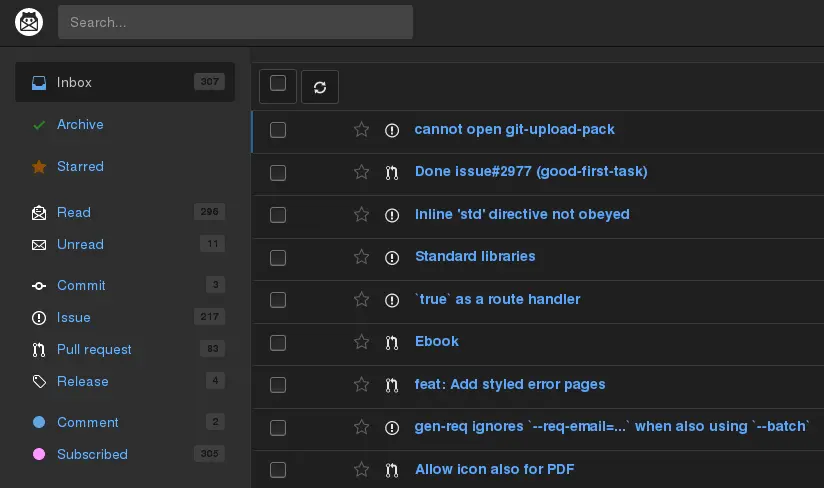 Search...
Inbox 307
Archive
Starred
Read 296
Unread 11
Commit 3
Issue 217
Pull request 83
Release 4
Comment 2
Subscribed 305
cannot open git-upload-pack
Done issue#2977 (good-first-task)
Inline 'std' directive not obeyed
Standard libraries
`true` as a route handler
Ebook
feat: Add styled error pages
gen-req ignores `--req-email=...` when also using `--batch`
Allow icon also for PDF